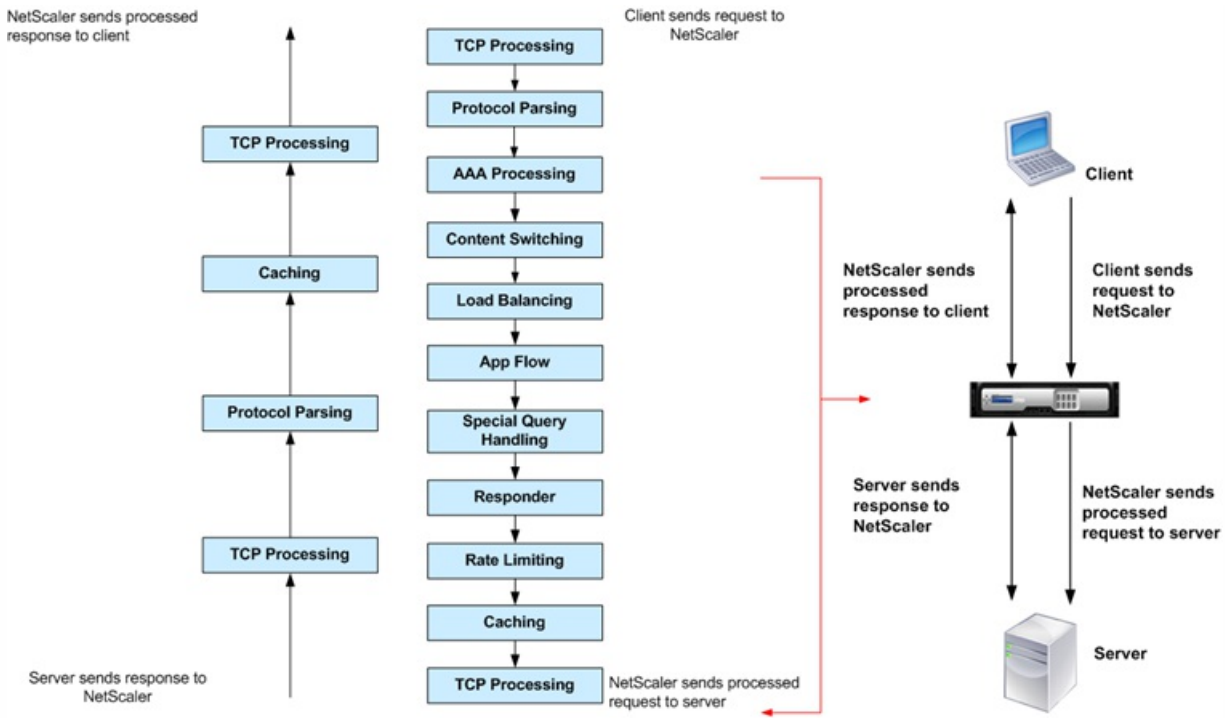 NetScaler sends processed
response to client
TCP Processing
Caching
Protocol Parsing
TCP Processing
Server sends response to
NetScaler
Client sends request to
NetScaler
TCP Processing
Protocol Parsing
AAA Processing
Content Switching
Load Balancing
App Flow
Special Query
Handling
Responder
Rate Limiting
Caching
TCP Processing
NetScaler sends processed
request to server
Client
NetScaler sends
processed
response to client
Client sends
request to
NetScaler
Server sends
response to
NetScaler
NetScaler sends
processed
request to server
Server